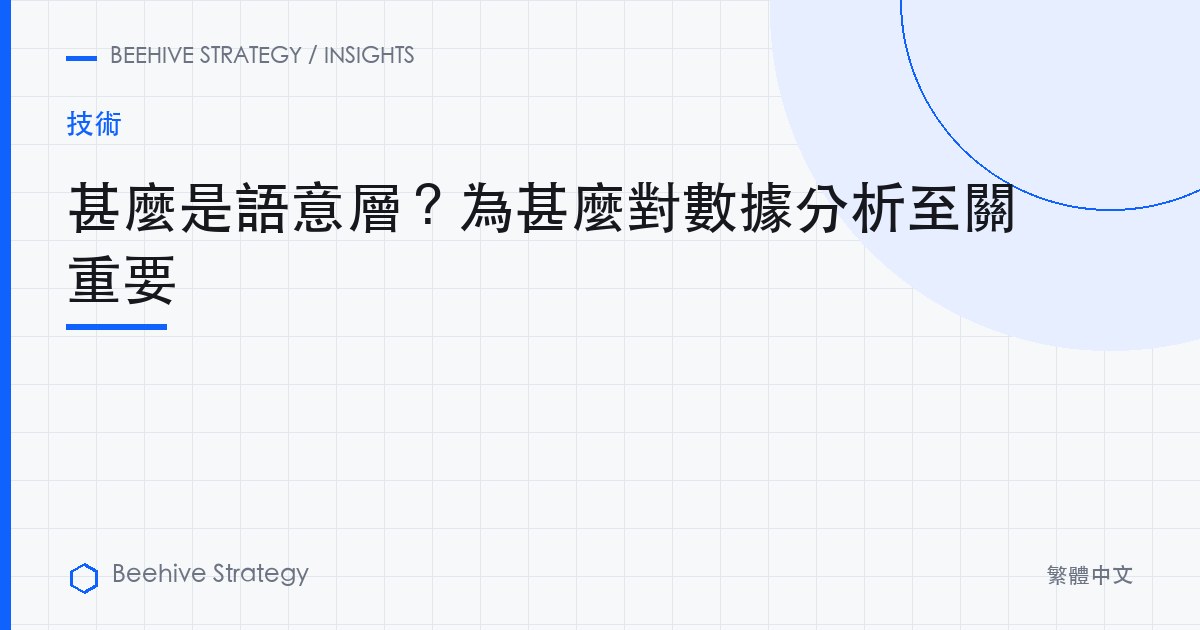 BEEHIVE STRATEGY / INSIGHTS
技術
甚麼是語意層？為甚麼對數據分析至關
重要
Beehive Strategy
繁體中文